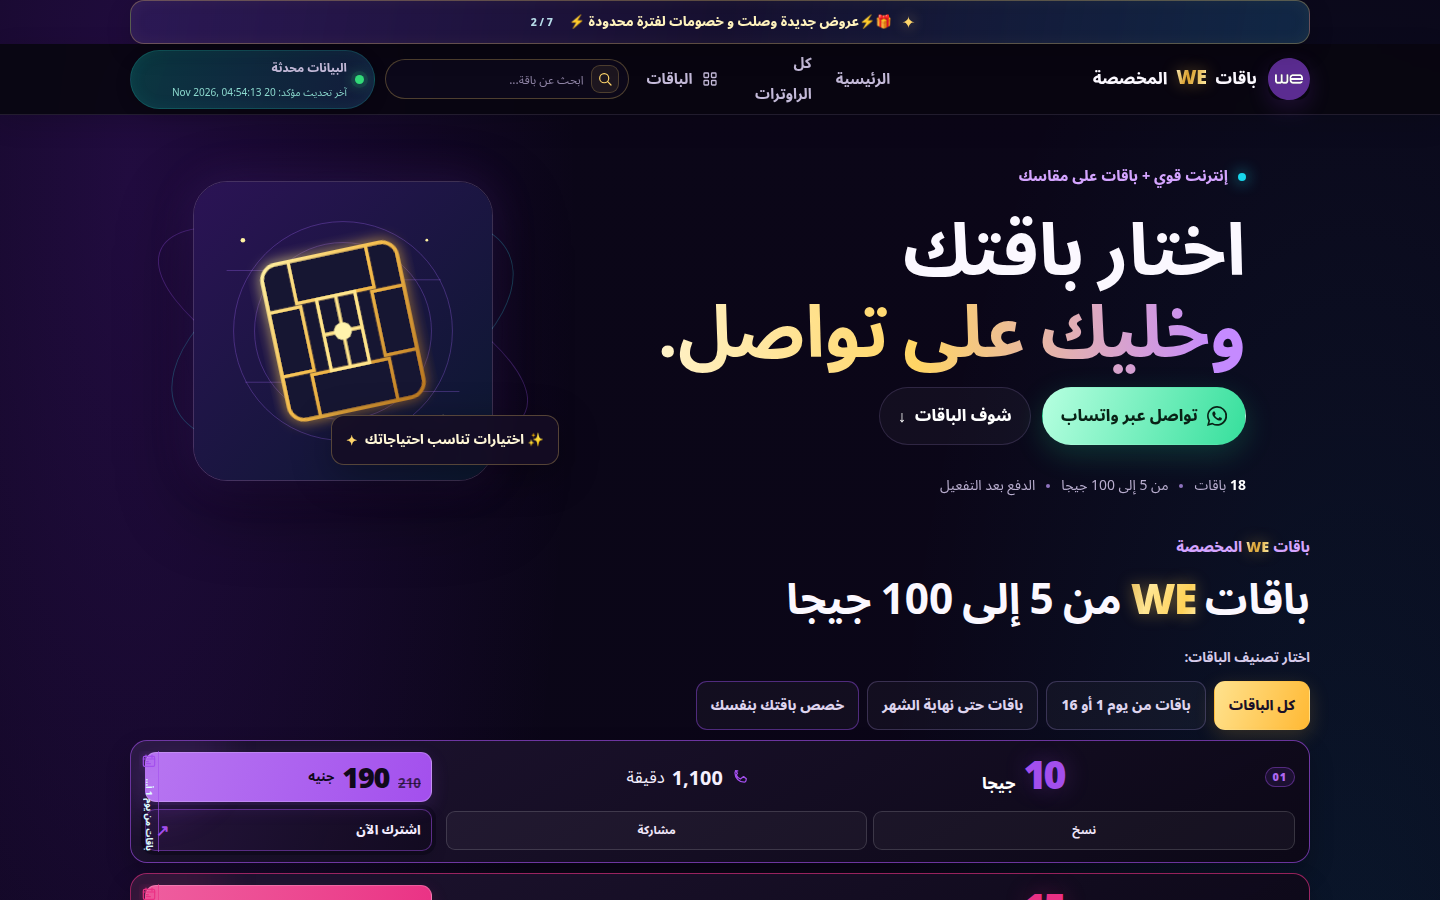 🎁⚡عروض جديدة وصلت و خصومات لفترة محدودة ⚡ 2 / 7
we باقات WE المخصصة
الرئيسية
كل الراوترات
الباقات
ابحث عن باقة...
البيانات محدثة
آخر تحديث مؤكد: 20 Nov 2026, 04:54:13
إنترنت قوي + باقات على مقاسك
اختار باقتك
وخليك على تواصل.
تواصل عبر واتساب
شوف الباقات ↓
✨ اختيارات تناسب احتياجاتك
18 باقات • من 5 إلى 100 جيجا • الدفع بعد التفعيل
باقات WE المخصصة
باقات WE من 5 إلى 100 جيجا
اختار تصنيف الباقات:
كل الباقات
باقات من يوم 1 أو 16
باقات حتى نهاية الشهر
خصص باقتك بنفسك
01
10 جيجا
1,100 دقيقة
210 190 جنيه
نسخ
مشاركة
اشترك الآن ↗
باقات من يوم 1 أ...